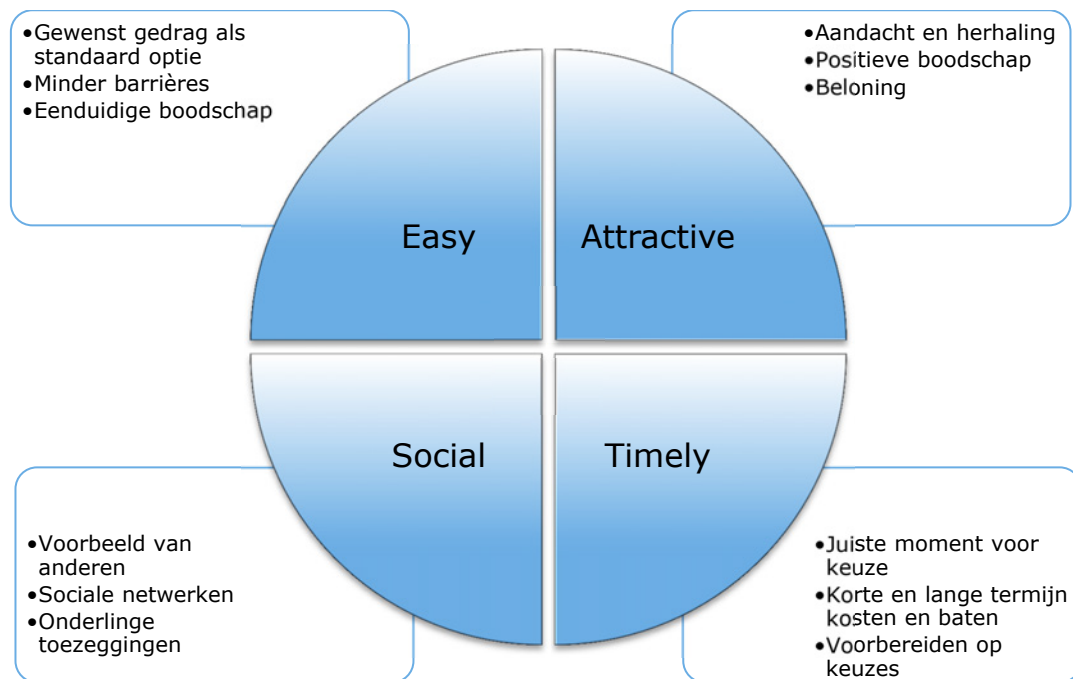 •Gewenst gedrag als
standaard optie
•Minder barrières
•Eenduidige boodschap
•Aandacht en herhaling
•Positieve boodschap
•Beloning
Easy
Attractive
Social
Timely
•Voorbeeld van
anderen
•Sociale netwerken
•Onderlinge
toezeggingen
•Juiste moment voor
keuze
•Korte en lange termijn
kosten en baten
•Voorbereiden op
keuzes